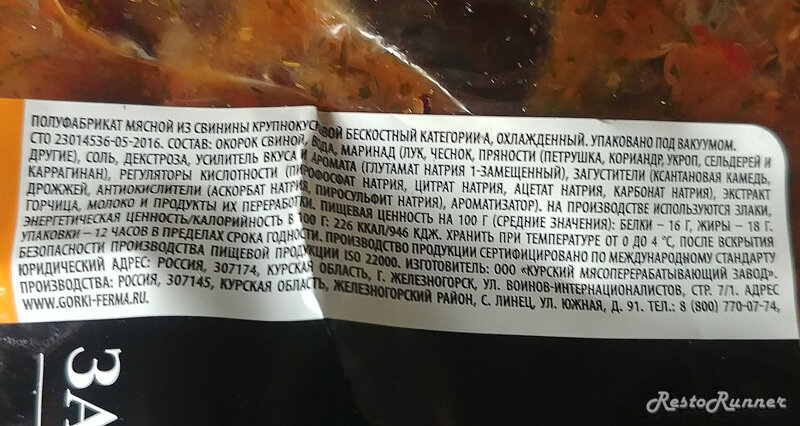 ПОЛУФАБРИКАТ МЯСНОЙ ИЗ СВИНИНЫ КРУПНОКУСКОВОЙ БЕСКОСТНЫЙ КАТЕГОРИИ А, ОХЛАЖДЕННЫЙ. УПАКОВАНО ПОД ВАКУУМОМ.
СТО 23014536-05-2016. СОСТАВ: ОКОРОК СВИНОЙ, ВОДА, МАРИНАД (ЛУК, ЧЕСНОК, ПРЯНОСТИ (ПЕТРУШКА, КОРИАНДР, УКРОП, СЕЛЬДЕРЕЙ И
ДРУГИЕ), СОЛЬ, ДЕКСТРОЗА, УСИЛИТЕЛЬ ВКУСА И АРОМАТА (ГЛУТАМАТ НАТРИЯ 1-ЗАМЕЩЕННЫЙ), ЗАГУСТИТЕЛИ (КСАНТАНОВАЯ КАМЕДЬ,
КАРРАГИНАН), РЕГУЛЯТОРЫ КИСЛОТНОСТИ (ПИРОФОСФАТ НАТРИЯ, ЦИТРАТ НАТРИЯ, АЦЕТАТ НАТРИЯ, КАРБОНАТ НАТРИЯ), ЭКСТРАКТ
ДРОЖЖЕЙ, АНТИОКИСЛИТЕЛИ (АСКОРБАТ НАТРИЯ, ПИРОСУЛЬФИТ НАТРИЯ), АРОМАТИЗАТОР). НА ПРОИЗВОДСТВЕ ИСПОЛЬЗУЮТСЯ ЗЛАКИ,
ГОРЧИЦА, МОЛОКО И ПРОДУКТЫ ИХ ПЕРЕРАБОТКИ. ПИЩЕВАЯ ЦЕННОСТЬ НА 100 Г (СРЕДНИЕ ЗНАЧЕНИЯ): БЕЛКИ – 16 Г, ЖИРЫ – 18 Г.
ЭНЕРГЕТИЧЕСКАЯ ЦЕННОСТЬ/КАЛОРИЙНОСТЬ В 100 Г: 226 ККАЛ/946 КДЖ. ХРАНИТЬ ПРИ ТЕМПЕРАТУРЕ ОТ 0 ДО 4 °С, ПОСЛЕ ВСКРЫТИЯ
УПАКОВКИ – 12 ЧАСОВ В ПРЕДЕЛАХ СРОКА ГОДНОСТИ. ПРОИЗВОДСТВО ПРОДУКЦИИ СЕРТИФИЦИРОВАНО ПО МЕЖДУНАРОДНОМУ СТАНДАРТУ
БЕЗОПАСНОСТИ ПРОИЗВОДСТВА ПИЩЕВОЙ ПРОДУКЦИИ ISO 22000. ИЗГОТОВИТЕЛЬ: ООО «КУРСКИЙ МЯСОПЕРЕРАБАТЫВАЮЩИЙ ЗАВОД».
ЮРИДИЧЕСКИЙ АДРЕС: РОССИЯ, 307174, КУРСКАЯ ОБЛАСТЬ, Г. ЖЕЛЕЗНОГОРСК, УЛ. ВОИНОВ-ИНТЕРНАЦИОНАЛИСТОВ, СТР. 7/1. АДРЕС
ПРОИЗВОДСТВА: РОССИЯ, 307145, КУРСКАЯ ОБЛАСТЬ, ЖЕЛЕЗНОГОРСКИЙ РАЙОН, С. ЛИНЕЦ, УЛ. ЮЖНАЯ, Д. 91. ТЕЛ.: 8 (800) 770-07-74,
WWW.GORKI-FERMA.RU.
ЗА
RestoRunner